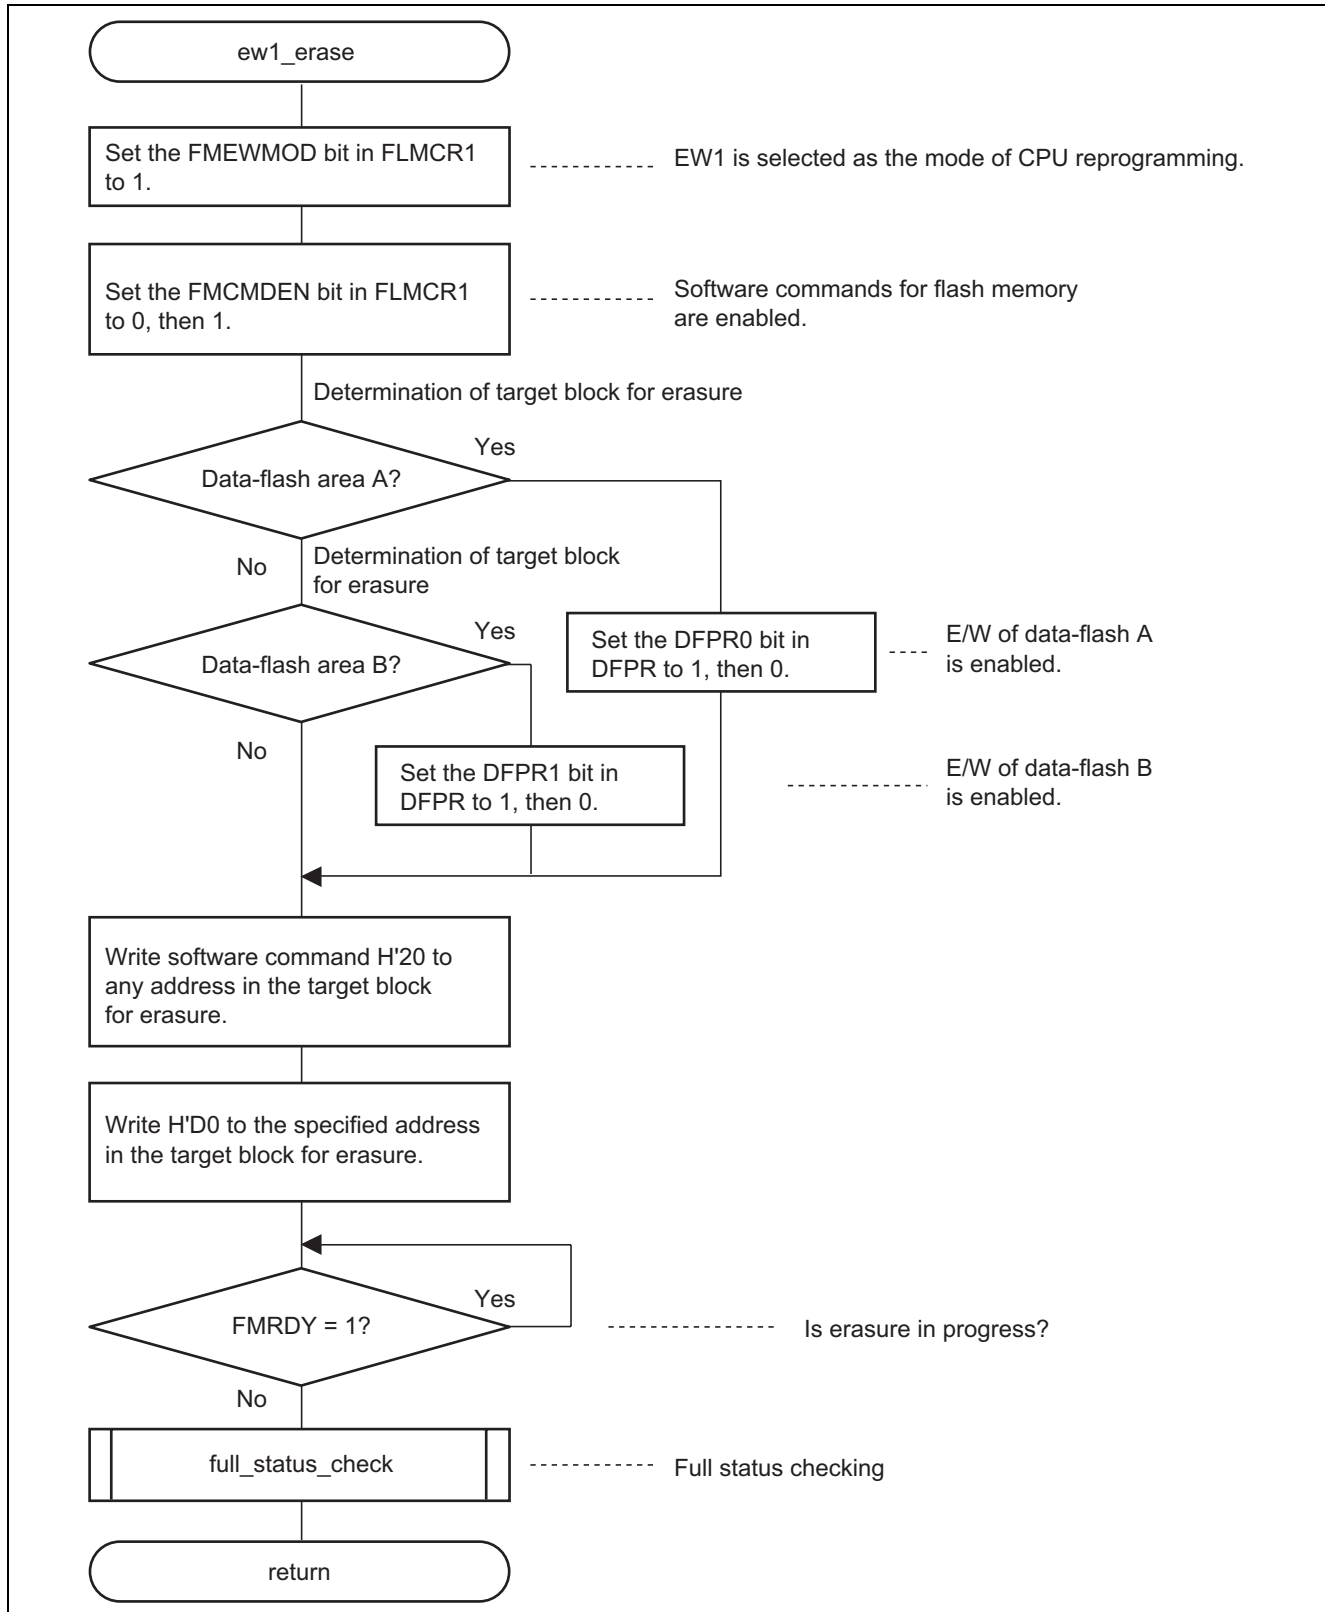 ew1_erase
Set the FMEWMOD bit in FLMCR1
to 1.
EW1 is selected as the mode of CPU reprogramming.
Set the FMCMDEN bit in FLMCR1
to 0, then 1.
Software commands for flash memory
are enabled.
Determination of target block for erasure
Yes
Data-flash area A?
No
Determination of target block
for erasure
Yes
Data-flash area B?
Set the DFPR0 bit in
DFPR to 1, then 0.
E/W of data-flash A
is enabled.
No
Set the DFPR1 bit in
DFPR to 1, then 0.
E/W of data-flash B
is enabled.
Write software command H'20 to
any address in the target block
for erasure.
Write H'D0 to the specified address
in the target block for erasure.
Yes
FMRDY = 1?
Is erasure in progress?
No
full_status_check
Full status checking
return